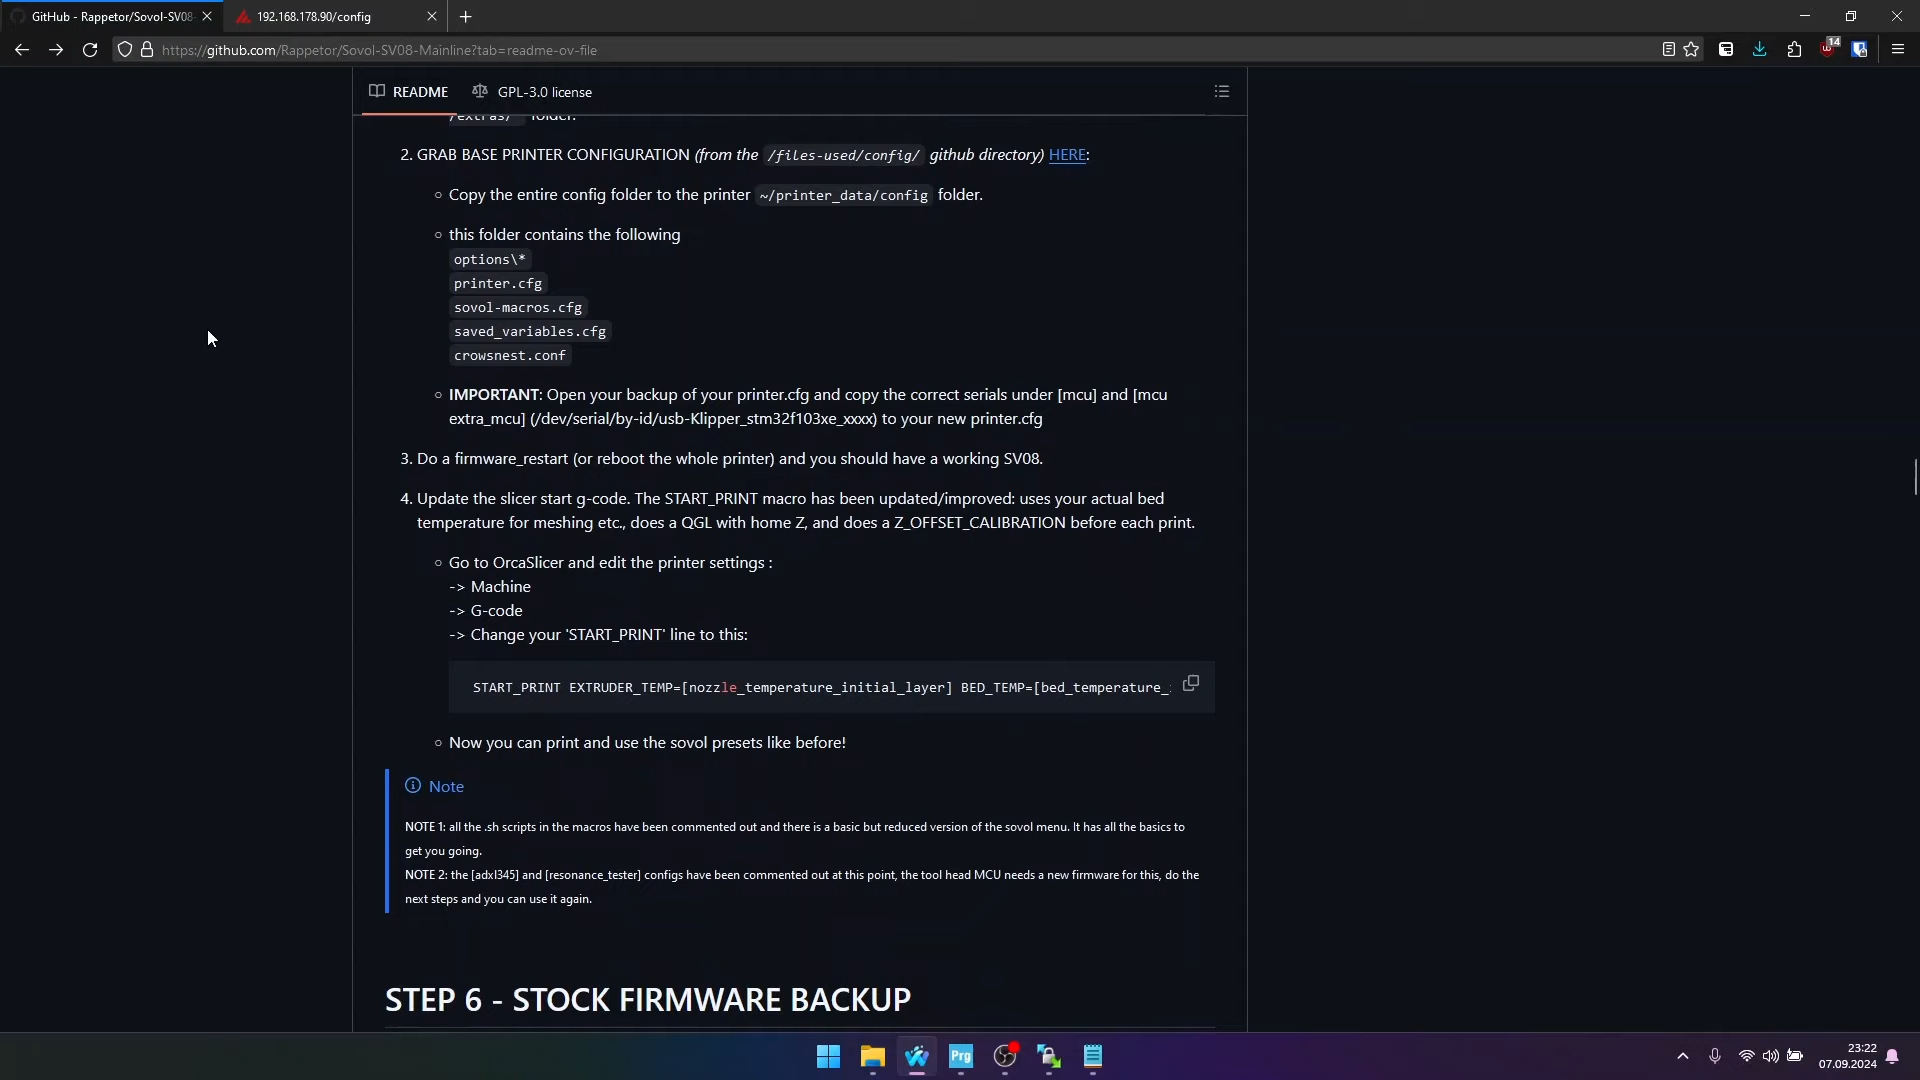 GitHub - Rappetor/Sovol-SV08-
192.168.178.90/config
https://github.com/Rappetor/Sovol-SV08-Mainline?tab=readme-ov-file
14
README
GPL-3.0 license
/extras/ folder.
2. GRAB BASE PRINTER CONFIGURATION (from the /files-used/config/ github directory) HERE:
Copy the entire config folder to the printer ~/printer_data/config folder.
this folder contains the following
options\*
printer.cfg
sovol-macros.cfg
saved_variables.cfg
crowsnest.conf
IMPORTANT: Open your backup of your printer.cfg and copy the correct serials under [mcu] and [mcu
extra_mcu] (/dev/serial/by-id/usb-Klipper_stm32f103xe_xxxx) to your new printer.cfg
3. Do a firmware_restart (or reboot the whole printer) and you should have a working SV08.
4. Update the slicer start g-code. The START_PRINT macro has been updated/improved: uses your actual bed
temperature for meshing etc., does a QGL with home Z, and does a Z_OFFSET_CALIBRATION before each print.
Go to OrcaSlicer and edit the printer settings :
-> Machine
-> G-code
-> Change your 'START_PRINT' line to this:
START_PRINT EXTRUDER_TEMP=[nozzle_temperature_initial_layer] BED_TEMP=[bed_temperature_
Now you can print and use the sovol presets like before!
Note
NOTE 1: all the .sh scripts in the macros have been commented out and there is a basic but reduced version of the sovol menu. It has all the basics to
get you going.
NOTE 2: the [adxl345] and [resonance_tester] configs have been commented out at this point, the tool head MCU needs a new firmware for this, do the
next steps and you can use it again.
STEP 6 - STOCK FIRMWARE BACKUP
Prg
23:22
07.09.2024